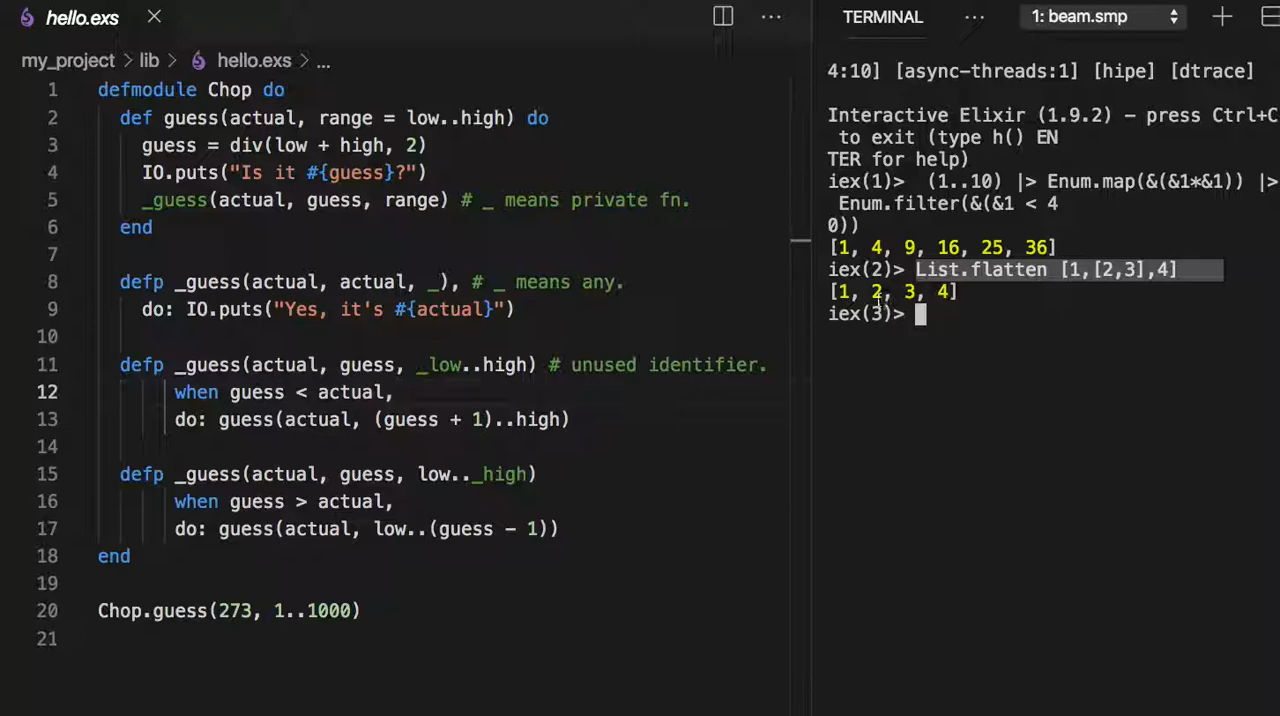 hello.exs
my_project > lib > hello.exs > ...
1 defmodule Chop do
2 def guess(actual, range = low..high) do
3 guess = div(low + high, 2)
4 IO.puts("Is it #{guess}?")
5 _guess(actual, guess, range) # _ means private fn.
6 end
7
8 defp _guess(actual, actual, _), # _ means any.
9 do: IO.puts("Yes, it's #{actual}")
10
11 defp _guess(actual, guess, _low..high) # unused identifier.
12 when guess < actual,
13 do: guess(actual, (guess + 1)..high)
14
15 defp _guess(actual, guess, low.._high)
16 when guess > actual,
17 do: guess(actual, low..(guess - 1))
18 end
19
20 Chop.guess(273, 1..1000)
21
TERMINAL ... 1: beam.smp
4:10] [async-threads:1] [hipe] [dtrace]
Interactive Elixir (1.9.2) - press Ctrl+C
to exit (type h() EN
TER for help)
iex(1)> (1..10) |> Enum.map(&(&1*&1)) |>
Enum.filter(&(&1 < 4
0))
[1, 4, 9, 16, 25, 36]
iex(2)> List.flatten [1,[2,3],4]
[1, 2, 3, 4]
iex(3)>